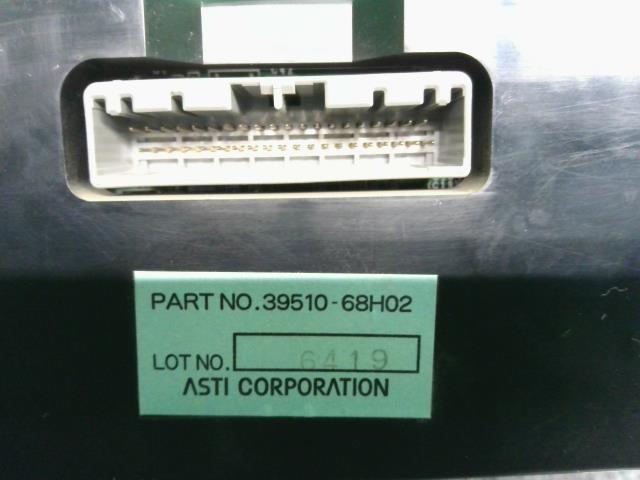 PART NO.39510-68H02
LOT NO. 6419
ASTI CORPORATION